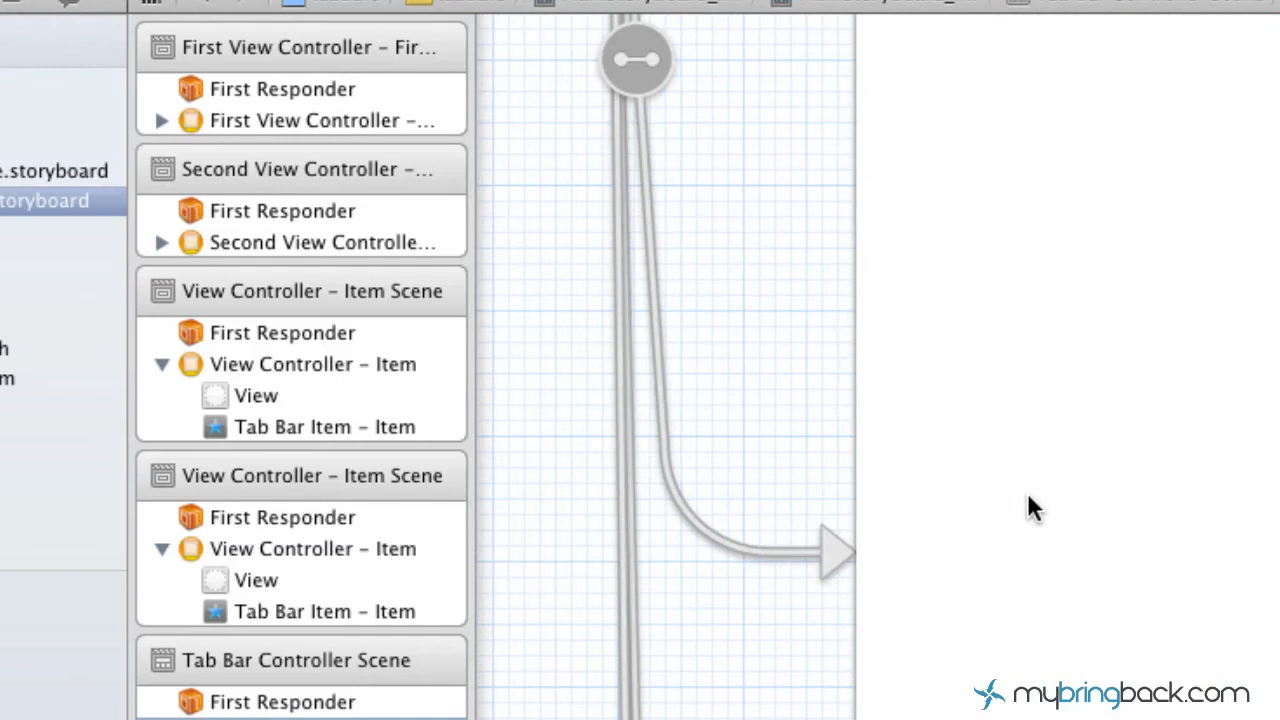 First View Controller – Fir...
First Responder
First View Controller –...
e.storyboard
Second View Controller –...
toryboard
First Responder
Second View Controlle...
View Controller – Item Scene
First Responder
h
View Controller – Item
m
View
Tab Bar Item – Item
View Controller – Item Scene
First Responder
View Controller – Item
View
Tab Bar Item – Item
Tab Bar Controller Scene
First Responder
mybringback.com